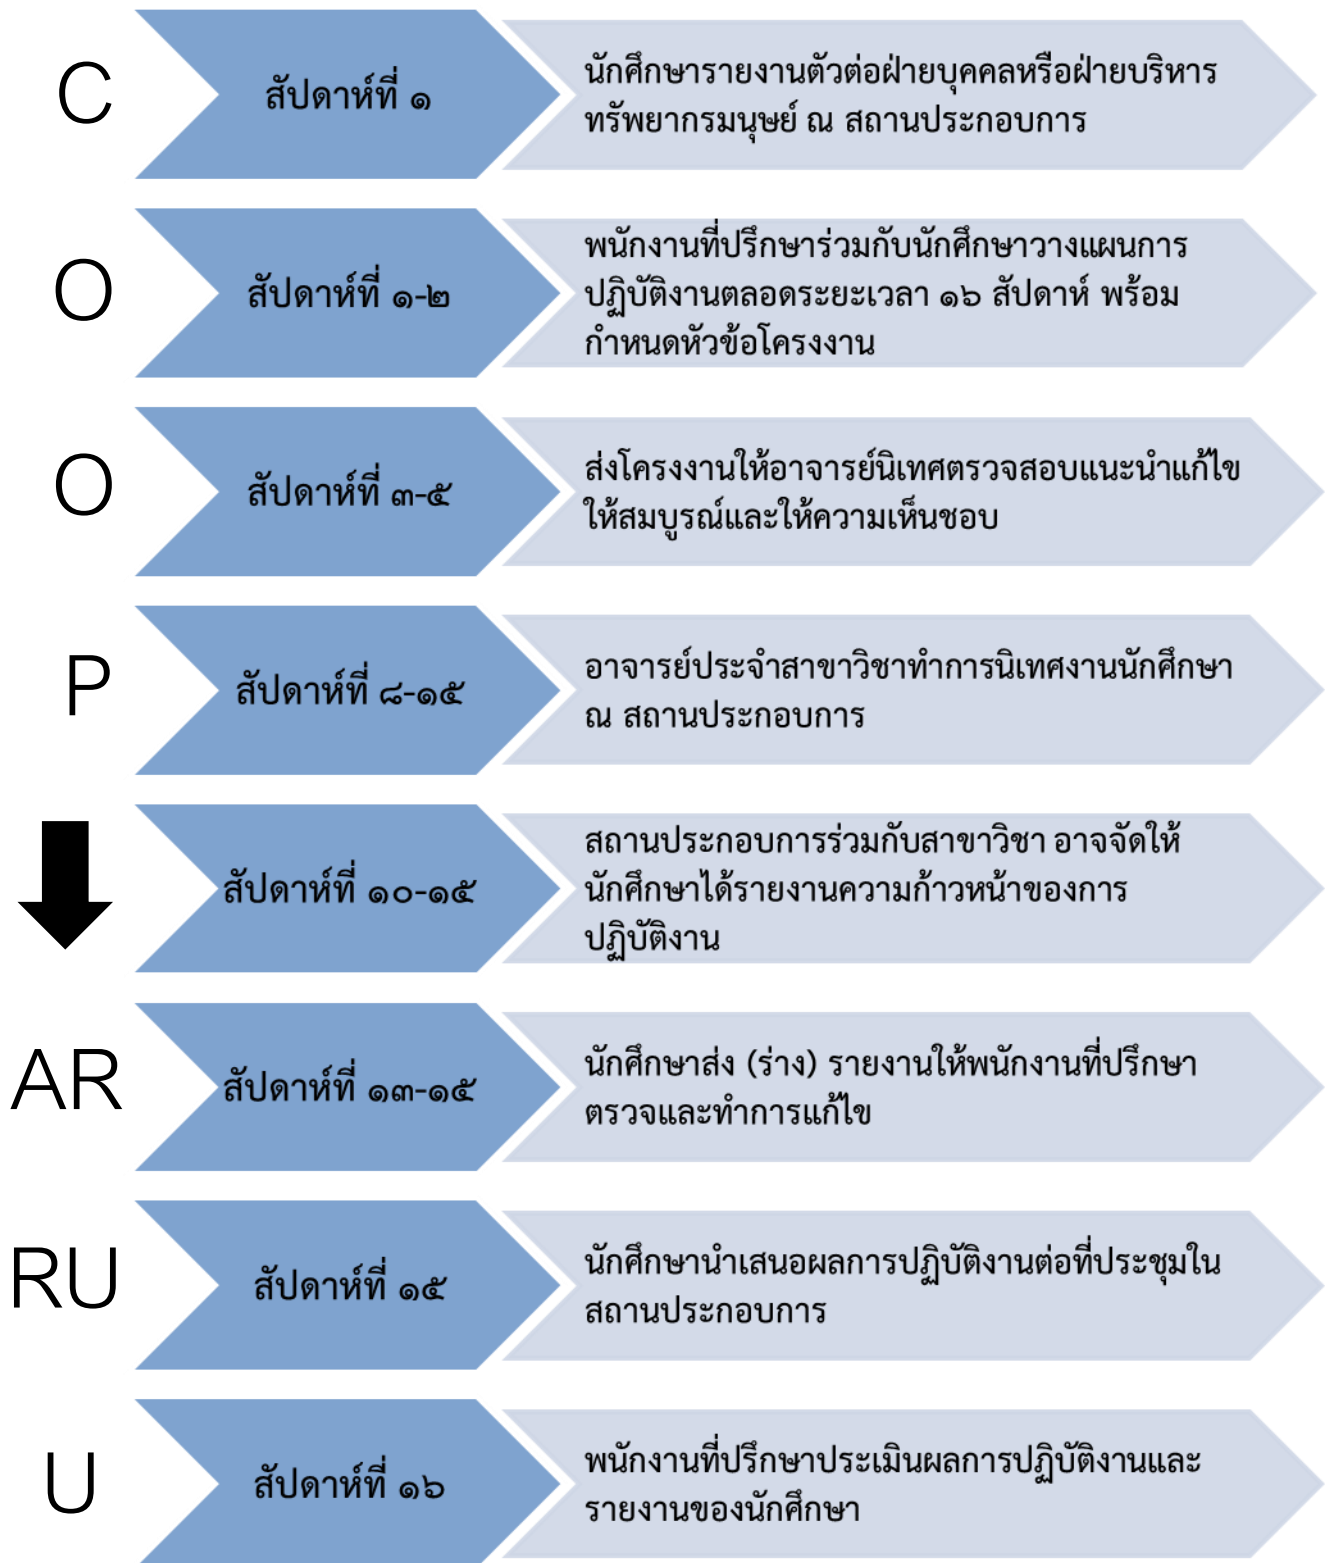 C
สัปดาห์ที่ ๑
นักศึกษารายงานตัวต่อฝ่ายบุคคลหรือฝ่ายบริหาร
ทรัพยากรมนุษย์ ณ สถานประกอบการ
O
สัปดาห์ที่ ๑-๒
พนักงานที่ปรึกษาร่วมกับนักศึกษาวางแผนการ
ปฏิบัติงานตลอดระยะเวลา ๑๖ สัปดาห์ พร้อม
กำหนดหัวข้อโครงงาน
O
สัปดาห์ที่ ๓-๕
ส่งโครงงานให้อาจารย์นิเทศตรวจสอบแนะนำแก้ไข
ให้สมบูรณ์และให้ความเห็นชอบ
P
สัปดาห์ที่ ๘-๑๕
อาจารย์ประจำสาขาวิชาทำการนิเทศงานนักศึกษา
ณ สถานประกอบการ
สัปดาห์ที่ ๑๐-๑๕
สถานประกอบการร่วมกับสาขาวิชา อาจจัดให้
นักศึกษาได้รายงานความก้าวหน้าของการ
ปฏิบัติงาน
AR
สัปดาห์ที่ ๑๓-๑๕
นักศึกษาส่ง (ร่าง) รายงานให้พนักงานที่ปรึกษา
ตรวจและทำการแก้ไข
RU
สัปดาห์ที่ ๑๕
นักศึกษานำเสนอผลการปฏิบัติงานต่อที่ประชุมใน
สถานประกอบการ
U
สัปดาห์ที่ ๑๖
พนักงานที่ปรึกษาประเมินผลการปฏิบัติงานและ
รายงานของนักศึกษา